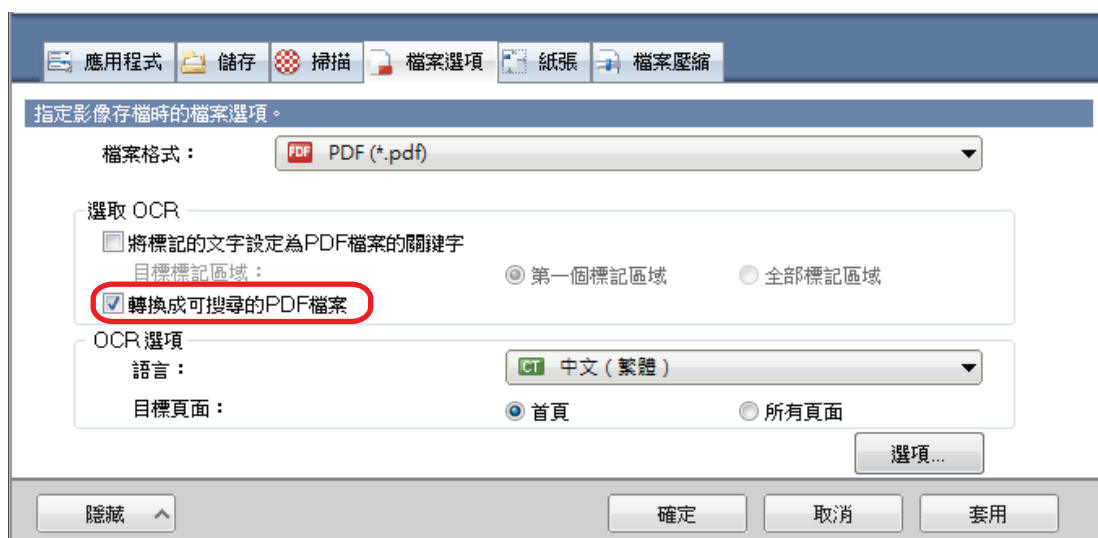 應用程式 儲存 掃描 檔案選項 紙張 檔案壓縮
指定影像存檔時的檔案選項。
檔案格式： PDF PDF (*.pdf)
選取 OCR
將標記的文字設定為PDF檔案的關鍵字
目標標記區域： 第一個標記區域 全部標記區域
轉換成可搜尋的PDF檔案
OCR 選項
語言： CT 中文 ( 繁體 )
目標頁面： 首頁 所有頁面
選項...
隱藏 確定 取消 套用